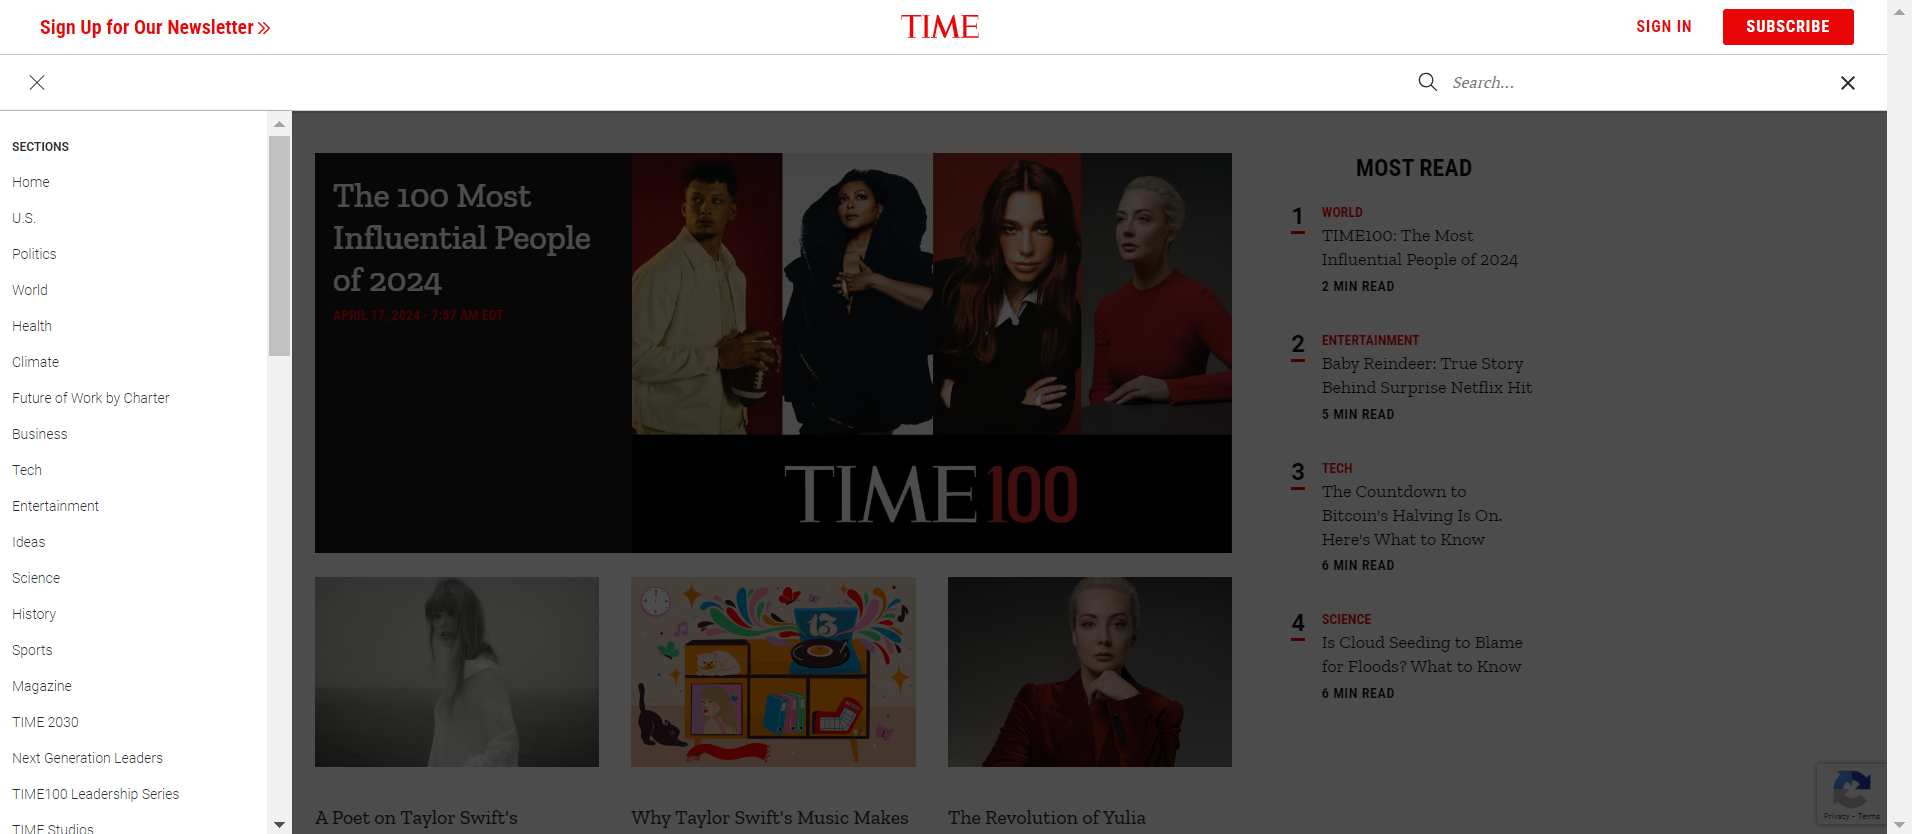 Sign Up for Our Newsletter
TIME
SIGN IN
SUBSCRIBE
Search...
SECTIONS
Home
U.S.
Politics
World
Health
Climate
Future of Work by Charter
Business
Tech
Entertainment
Ideas
Science
History
Sports
Magazine
TIME 2030
Next Generation Leaders
TIME100 Leadership Series
TIME Studios
The 100 Most
Influential People
of 2024
APRIL 17, 2024 • 7:57 AM EDT
TIME100
13
A Poet on Taylor Swift's
Why Taylor Swift's Music Makes
The Revolution of Yulia
MOST READ
1
WORLD
TIME100: The Most
Influential People of 2024
2 MIN READ
2
ENTERTAINMENT
Baby Reindeer: True Story
Behind Surprise Netflix Hit
5 MIN READ
3
TECH
The Countdown to
Bitcoin's Halving Is On.
Here's What to Know
6 MIN READ
4
SCIENCE
Is Cloud Seeding to Blame
for Floods? What to Know
6 MIN READ
Privacy - Terms